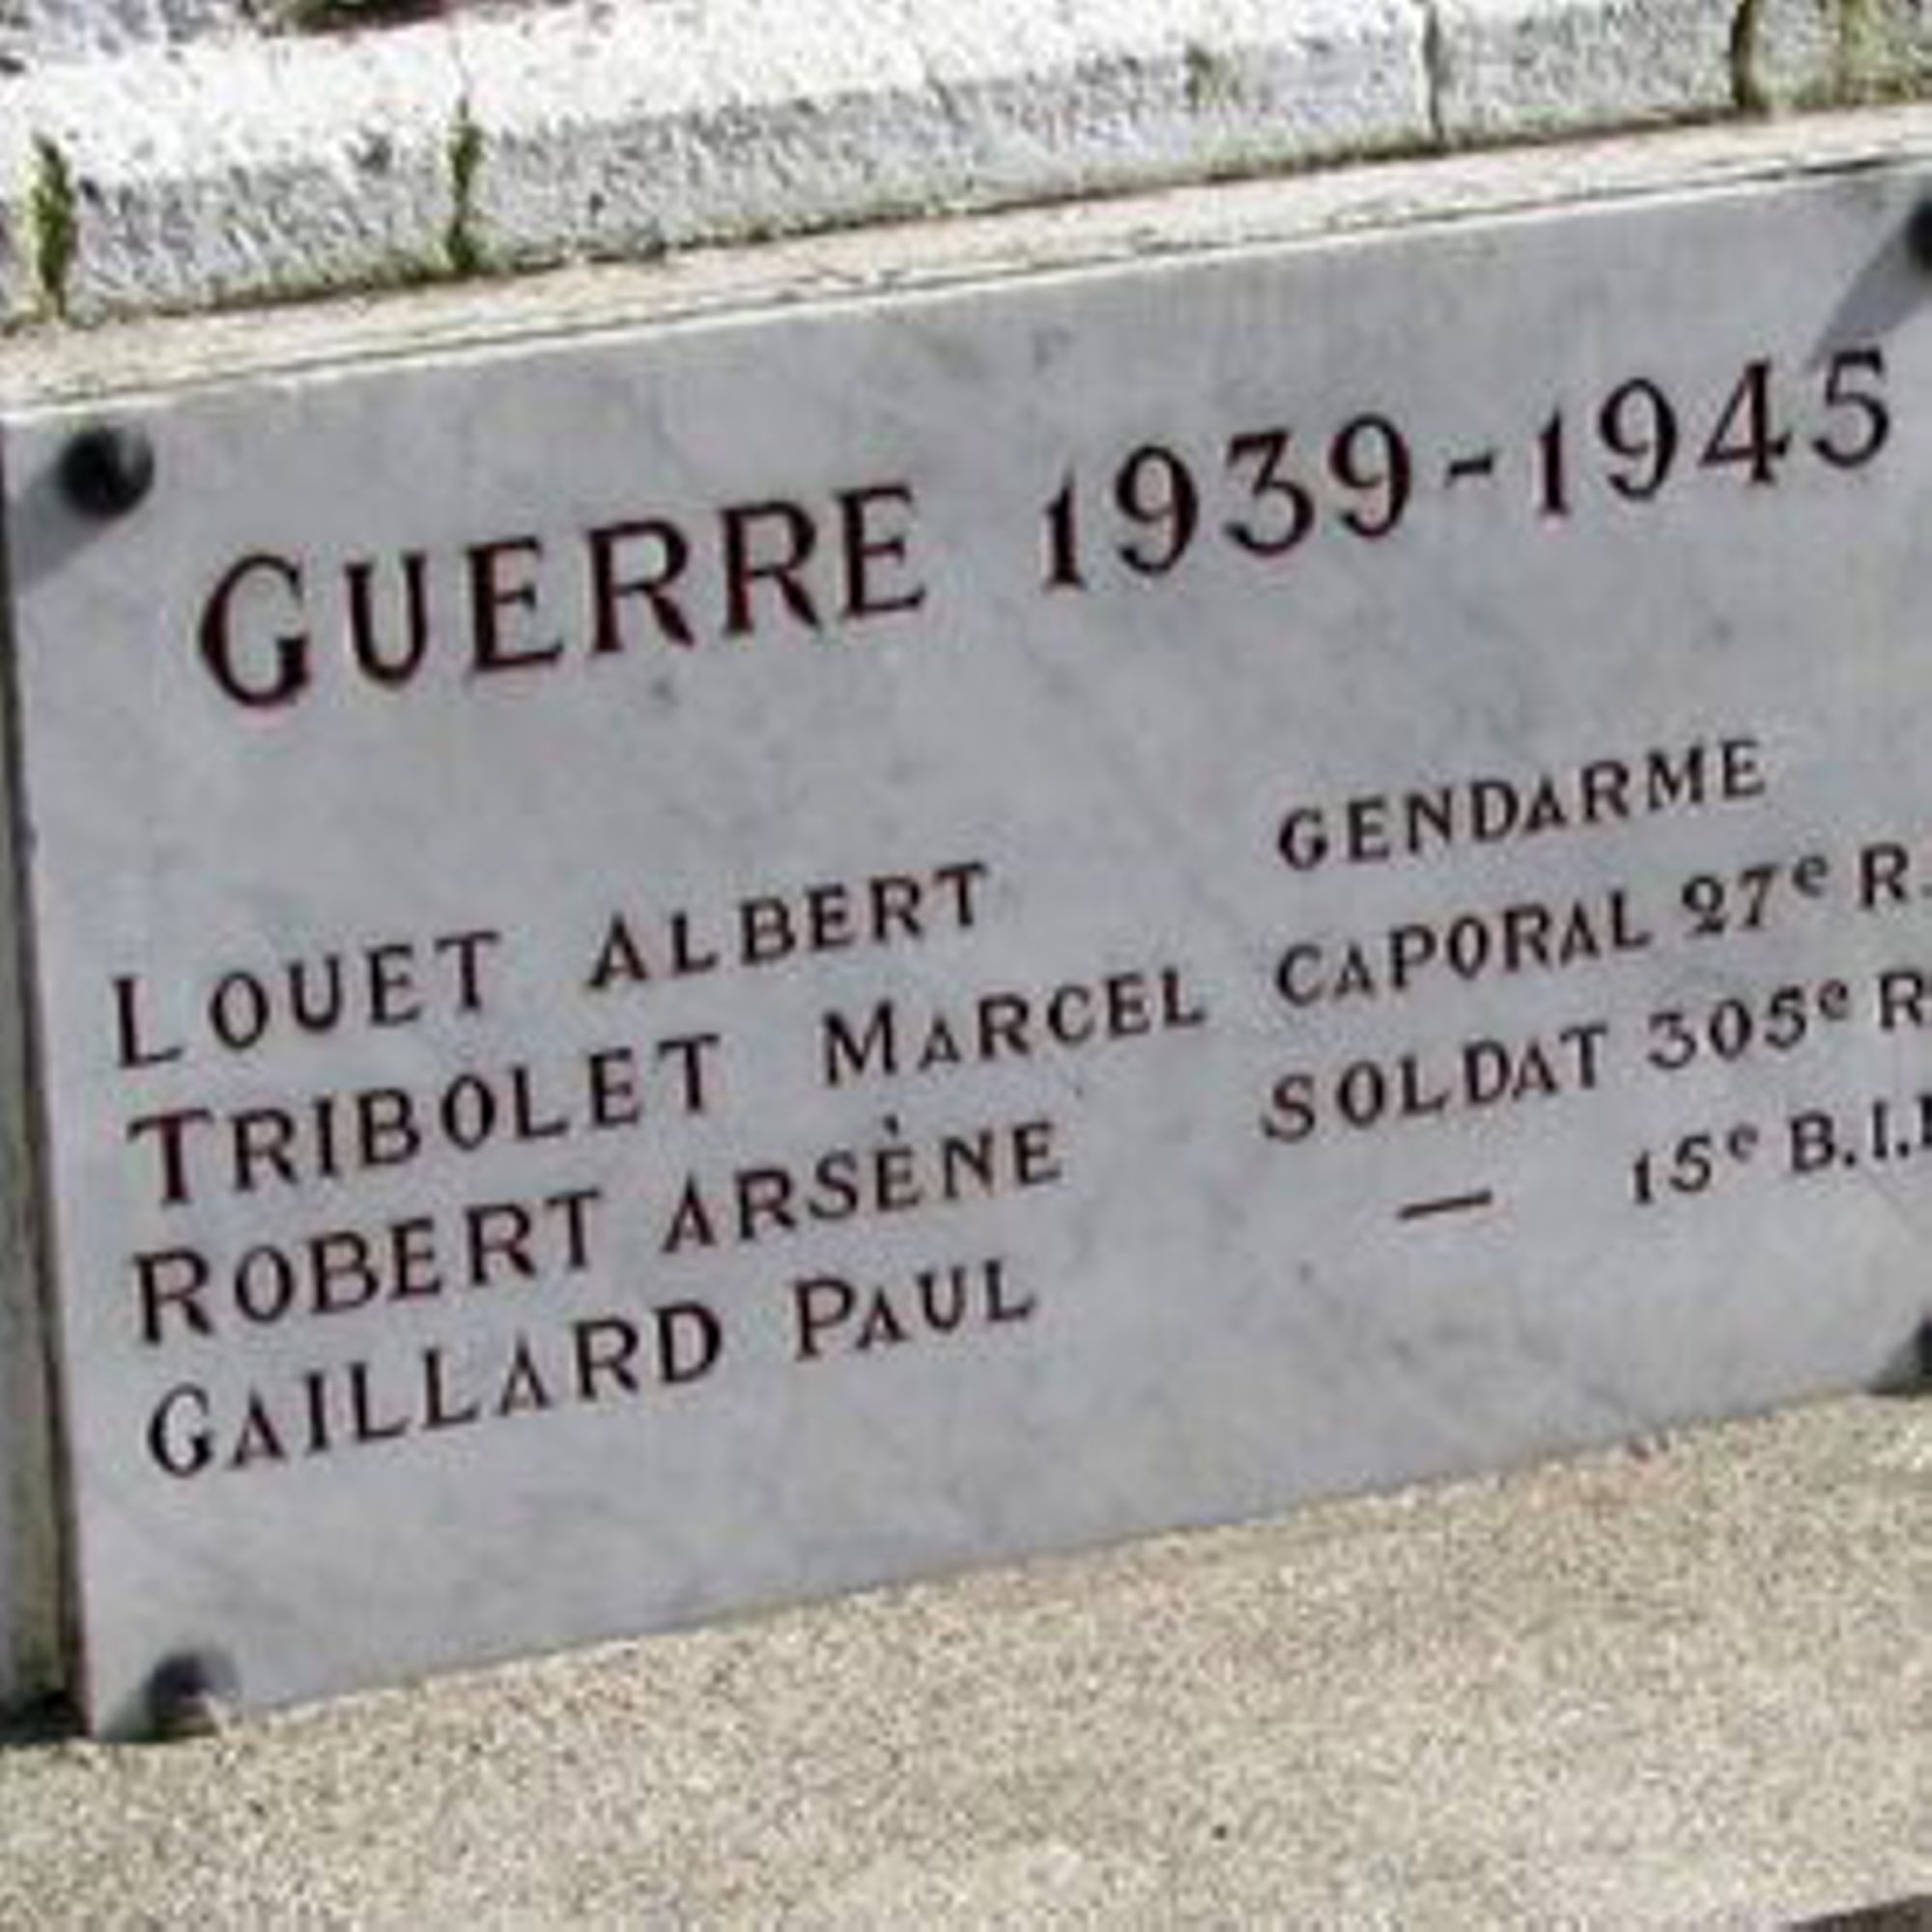 GUERRE 1939-1945
LOUET ALBERT GENDARME
TRIBOLET MARCEL CAPORAL 27e R.
ROBERT ARSÈNE SOLDAT 305e R
GAILLARD PAUL — 15e B.I.